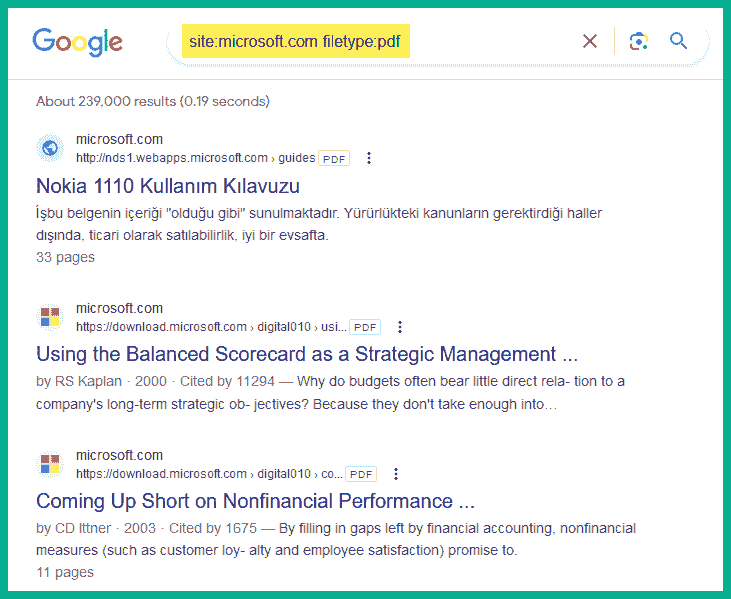 Google
site:microsoft.com filetype:pdf
About 239,000 results (0.19 seconds)
microsoft.com
http://nds1.webapps.microsoft.com › guides PDF
Nokia 1110 Kullanım Kılavuzu
İşbu belgenin içeriği "olduğu gibi" sunulmaktadır. Yürürlükteki kanunların gerektirdiği haller
dışında, ticari olarak satılabilirlik, iyi bir evsafta.
33 pages
microsoft.com
https://download.microsoft.com › digital010 › usi... PDF
Using the Balanced Scorecard as a Strategic Management ...
by RS Kaplan · 2000 · Cited by 11294 — Why do budgets often bear little direct rela- tion to a
company's long-term strategic ob- jectives? Because they don't take enough into…
microsoft.com
https://download.microsoft.com › digital010 › co... PDF
Coming Up Short on Nonfinancial Performance ...
by CD Ittner · 2003 · Cited by 1675 — By filling in gaps left by financial accounting, nonfinancial
measures (such as customer loy- alty and employee satisfaction) promise to.
11 pages